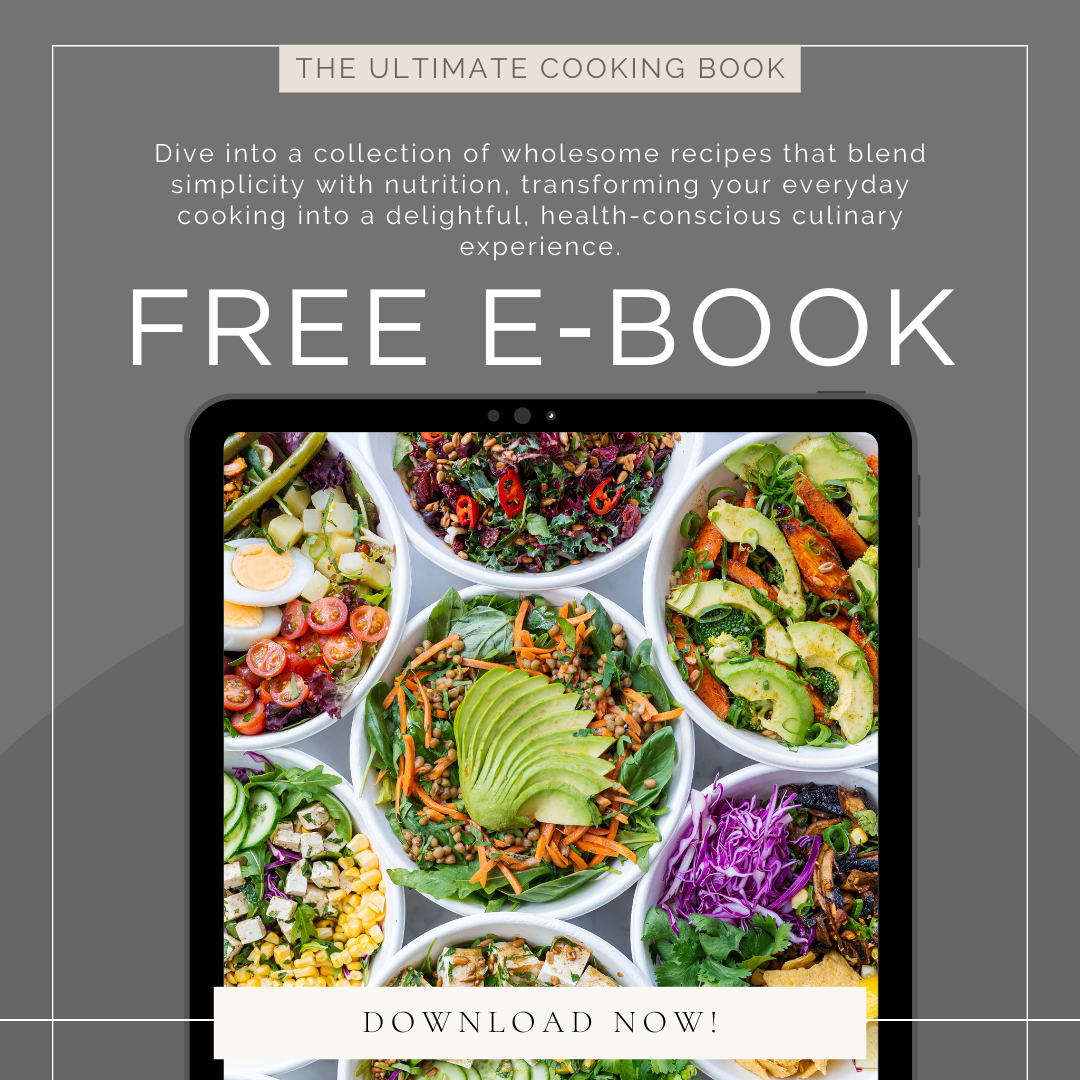 THE ULTIMATE COOKING BOOK
Dive into a collection of wholesome recipes that blend
simplicity with nutrition, transforming your everyday
cooking into a delightful, health-conscious culinary
experience.
FREE E-BOOK
DOWNLOAD NOW!